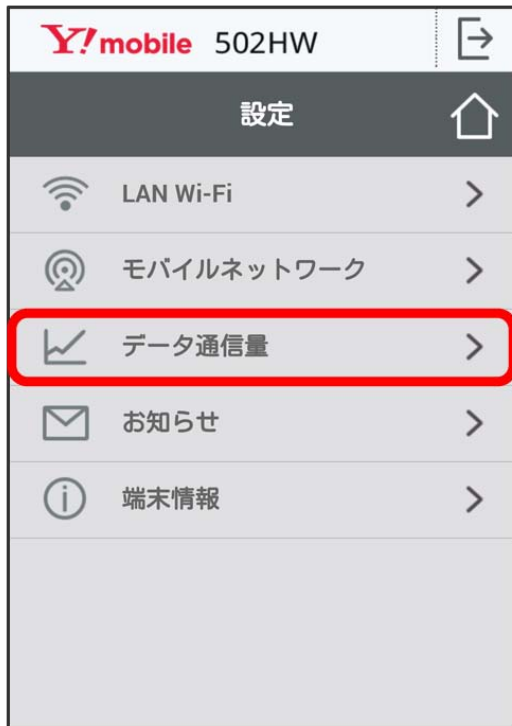 Y!mobile 502HW
設定
LAN Wi-Fi
モバイルネットワーク
データ通信量
お知らせ
端末情報